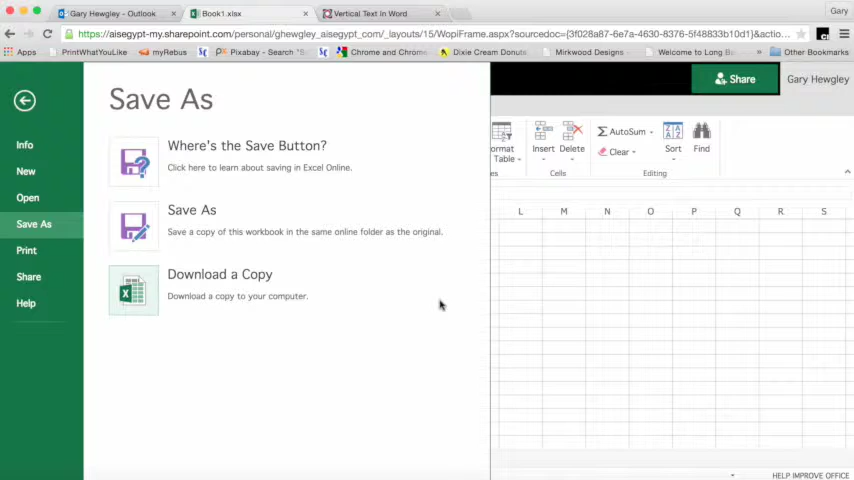 Gary Hewgley - Outlook
Book1.xlsx
Vertical Text in Word
Gary
https://aisegypt-my.sharepoint.com/personal/ghewgley_aisegypt_com/_layouts/15/WopiFrame.aspx?sourcedoc={3f028a87-6e7a-4630-8376-5f48833b10d1}&actio...
Apps
PrintWhatYouLike
myRebus
Pixabay - Search "B
Chrome and Chrome
Dixie Cream Donut
Mirkwood Designs
Welcome to Long Ba
» Other Bookmarks
Share
Gary Hewgley
Save As
Info
New
Open
Save As
Print
Share
Help
Where's the Save Button?
Click here to learn about saving in Excel Online.
Save As
Save a copy of this workbook in the same online folder as the original.
Download a Copy
Download a copy to your computer.
ormat
Table
Insert
Delete
Cells
AutoSum
Clear
Sort
Find
Editing
L M N O P Q R S
HELP IMPROVE OFFICE